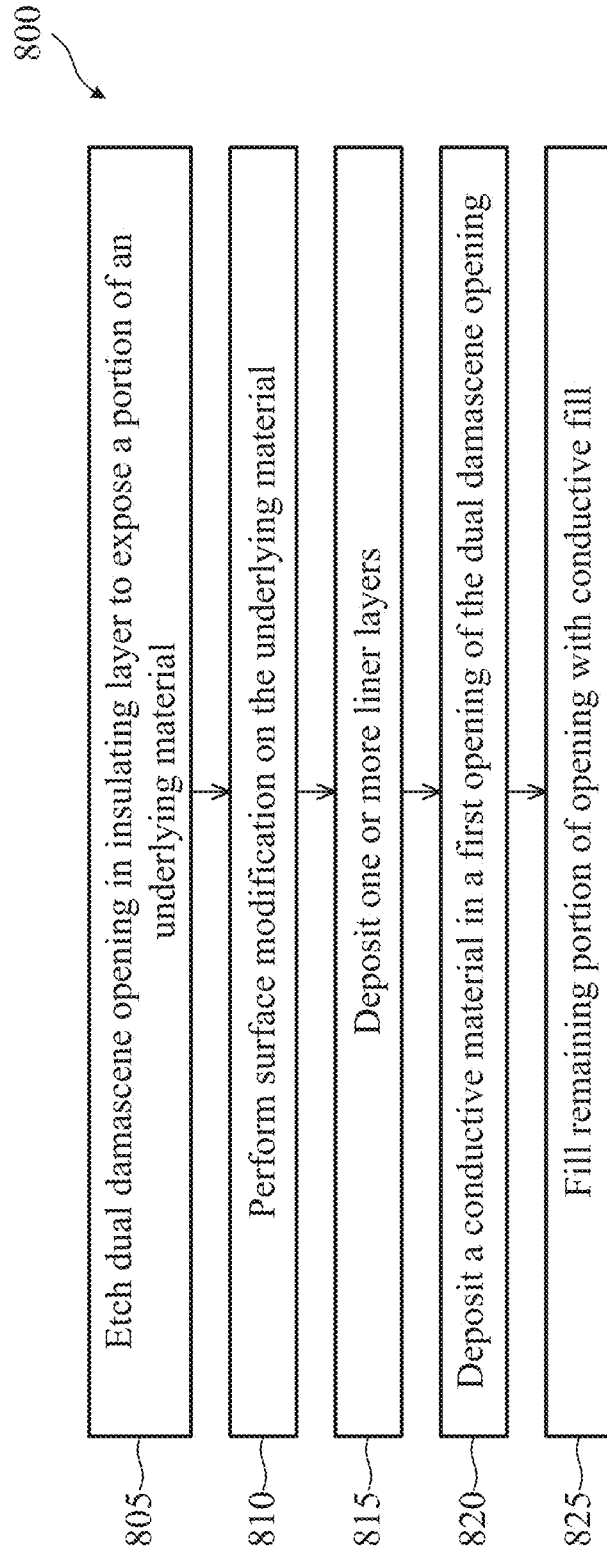 800
805
Etch dual damascene opening in insulating layer to expose a portion of an
underlying material
810
Perform surface modification on the underlying material
815
Deposit one or more liner layers
820
Deposit a conductive material in a first opening of the dual damascene opening
825
Fill remaining portion of opening with conductive fill